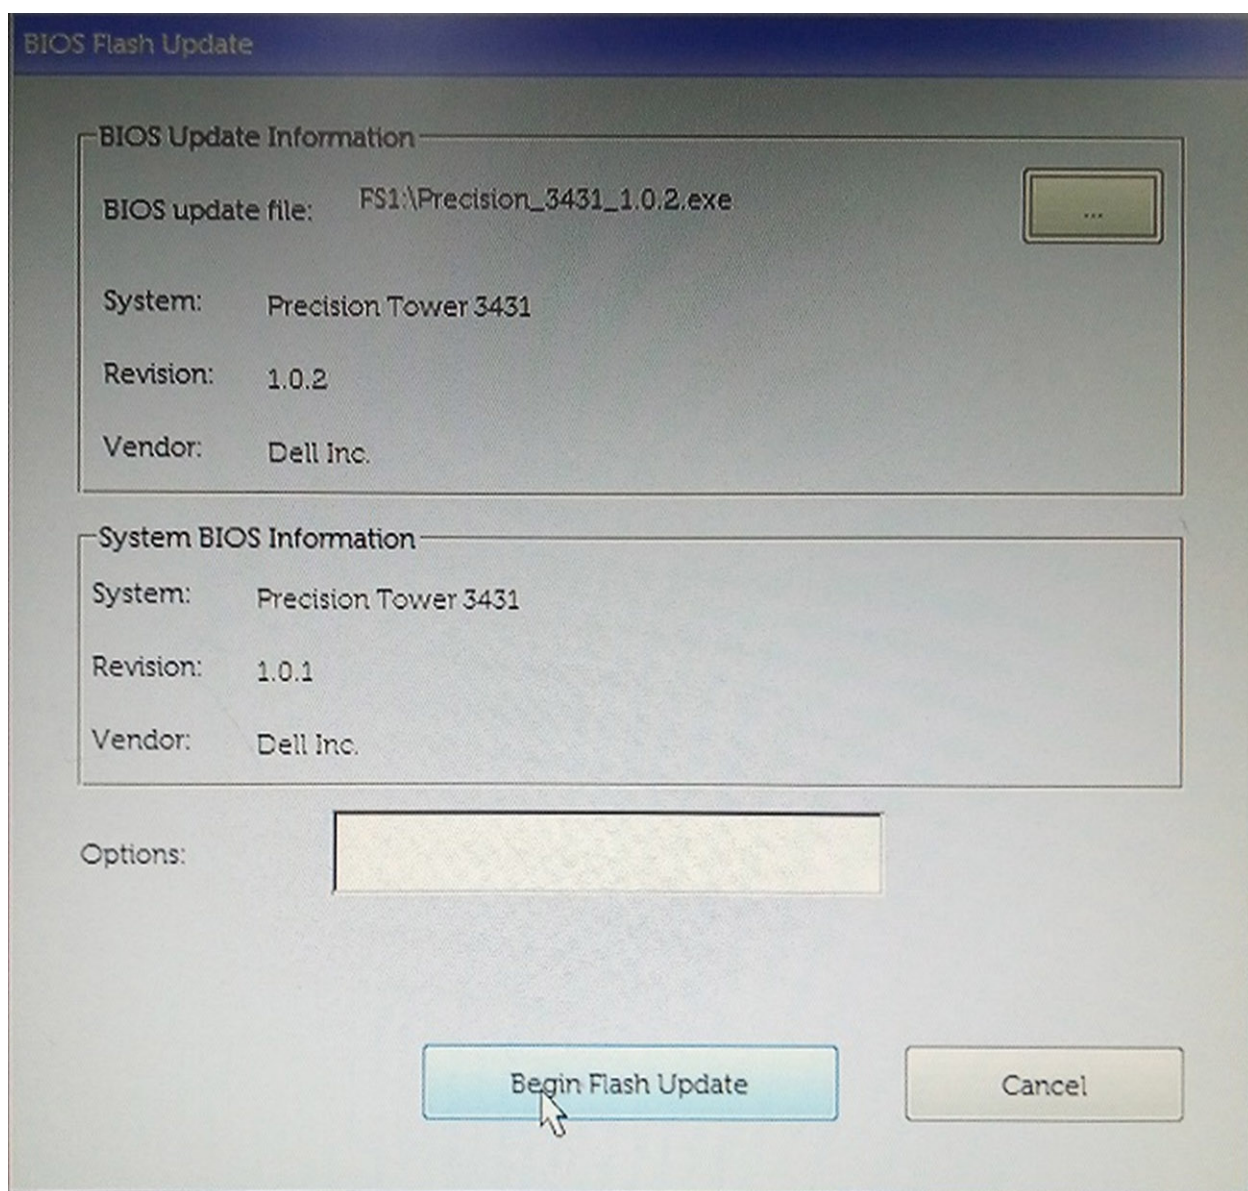 BIOS Flash Update
BIOS Update Information
BIOS update file: FS1:\Precision_3431_1.0.2.exe
...
System: Precision Tower 3431
Revision: 1.0.2
Vendor: Dell Inc.
System BIOS Information
System: Precision Tower 3431
Revision: 1.0.1
Vendor: Dell Inc.
Options:
Begin Flash Update Cancel